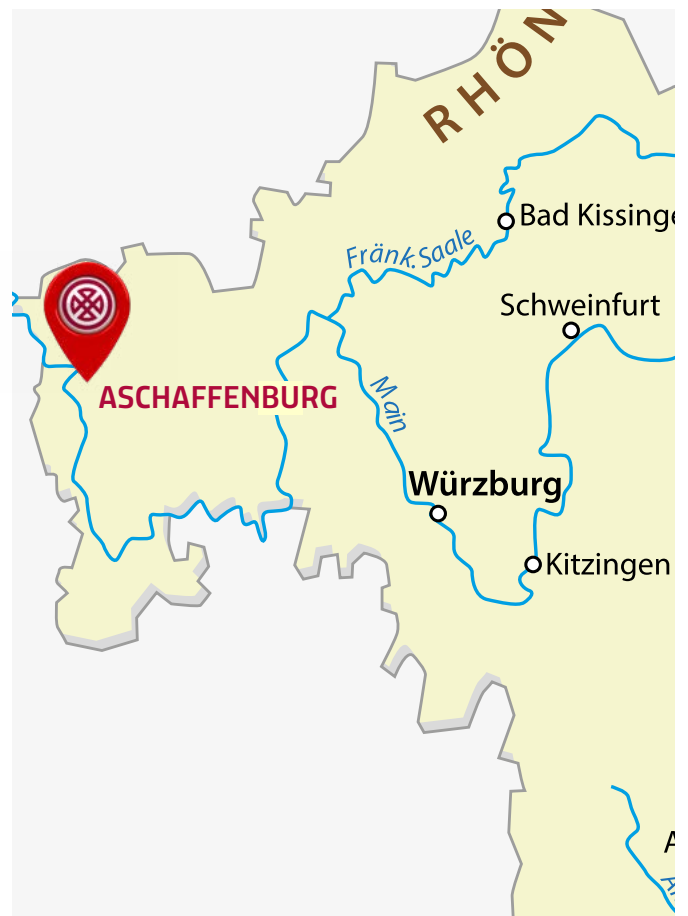 RHÖN
Bad Kissinge
Fränk.Saale
Schweinfurt
ASCHAFFENBURG
Main
Würzburg
Kitzingen
A